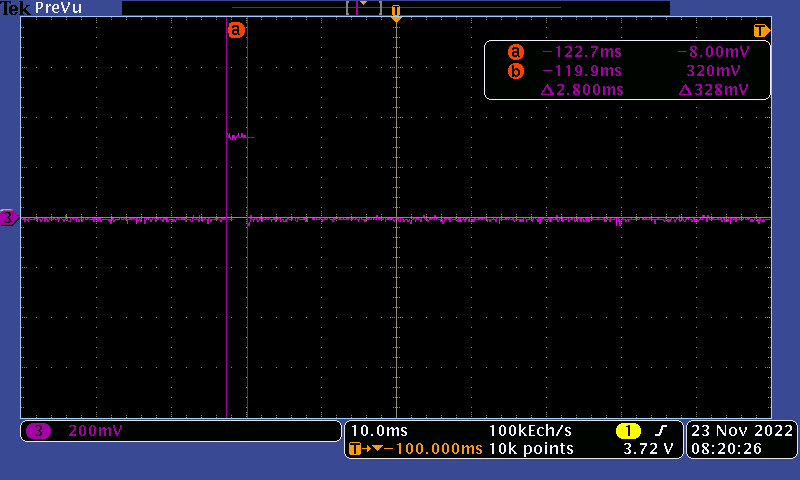 Tek PreVu
T
a
T
a −122.7ms −8.00mV
b −119.9ms 320mV
Δ2.800ms Δ328mV
3
3 200mV
10.0ms 100kEch/s 1 3.72 V
T→▼−100.000ms 10k points
23 Nov 2022
08:20:26